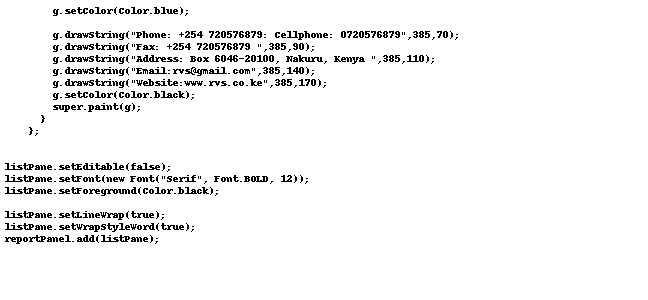 g.setColor(Color.blue);
g.drawString("Phone: +254 720576879: Cellphone: 0720576879",385,70);
g.drawString("Fax: +254 720576879 ",385,90);
g.drawString("Address: Box 6046-20100, Nakuru, Kenya ",385,110);
g.drawString("Email:rvs@gmail.com",385,140);
g.drawString("Website:www.rvs.co.ke",385,170);
g.setColor(Color.black);
super.paint(g);
}
};
listPane.setEditable(false);
listPane.setFont(new Font("Serif", Font.BOLD, 12));
listPane.setForeground(Color.black);
listPane.setLineWrap(true);
listPane.setWrapStyleWord(true);
reportPanel.add(listPane);